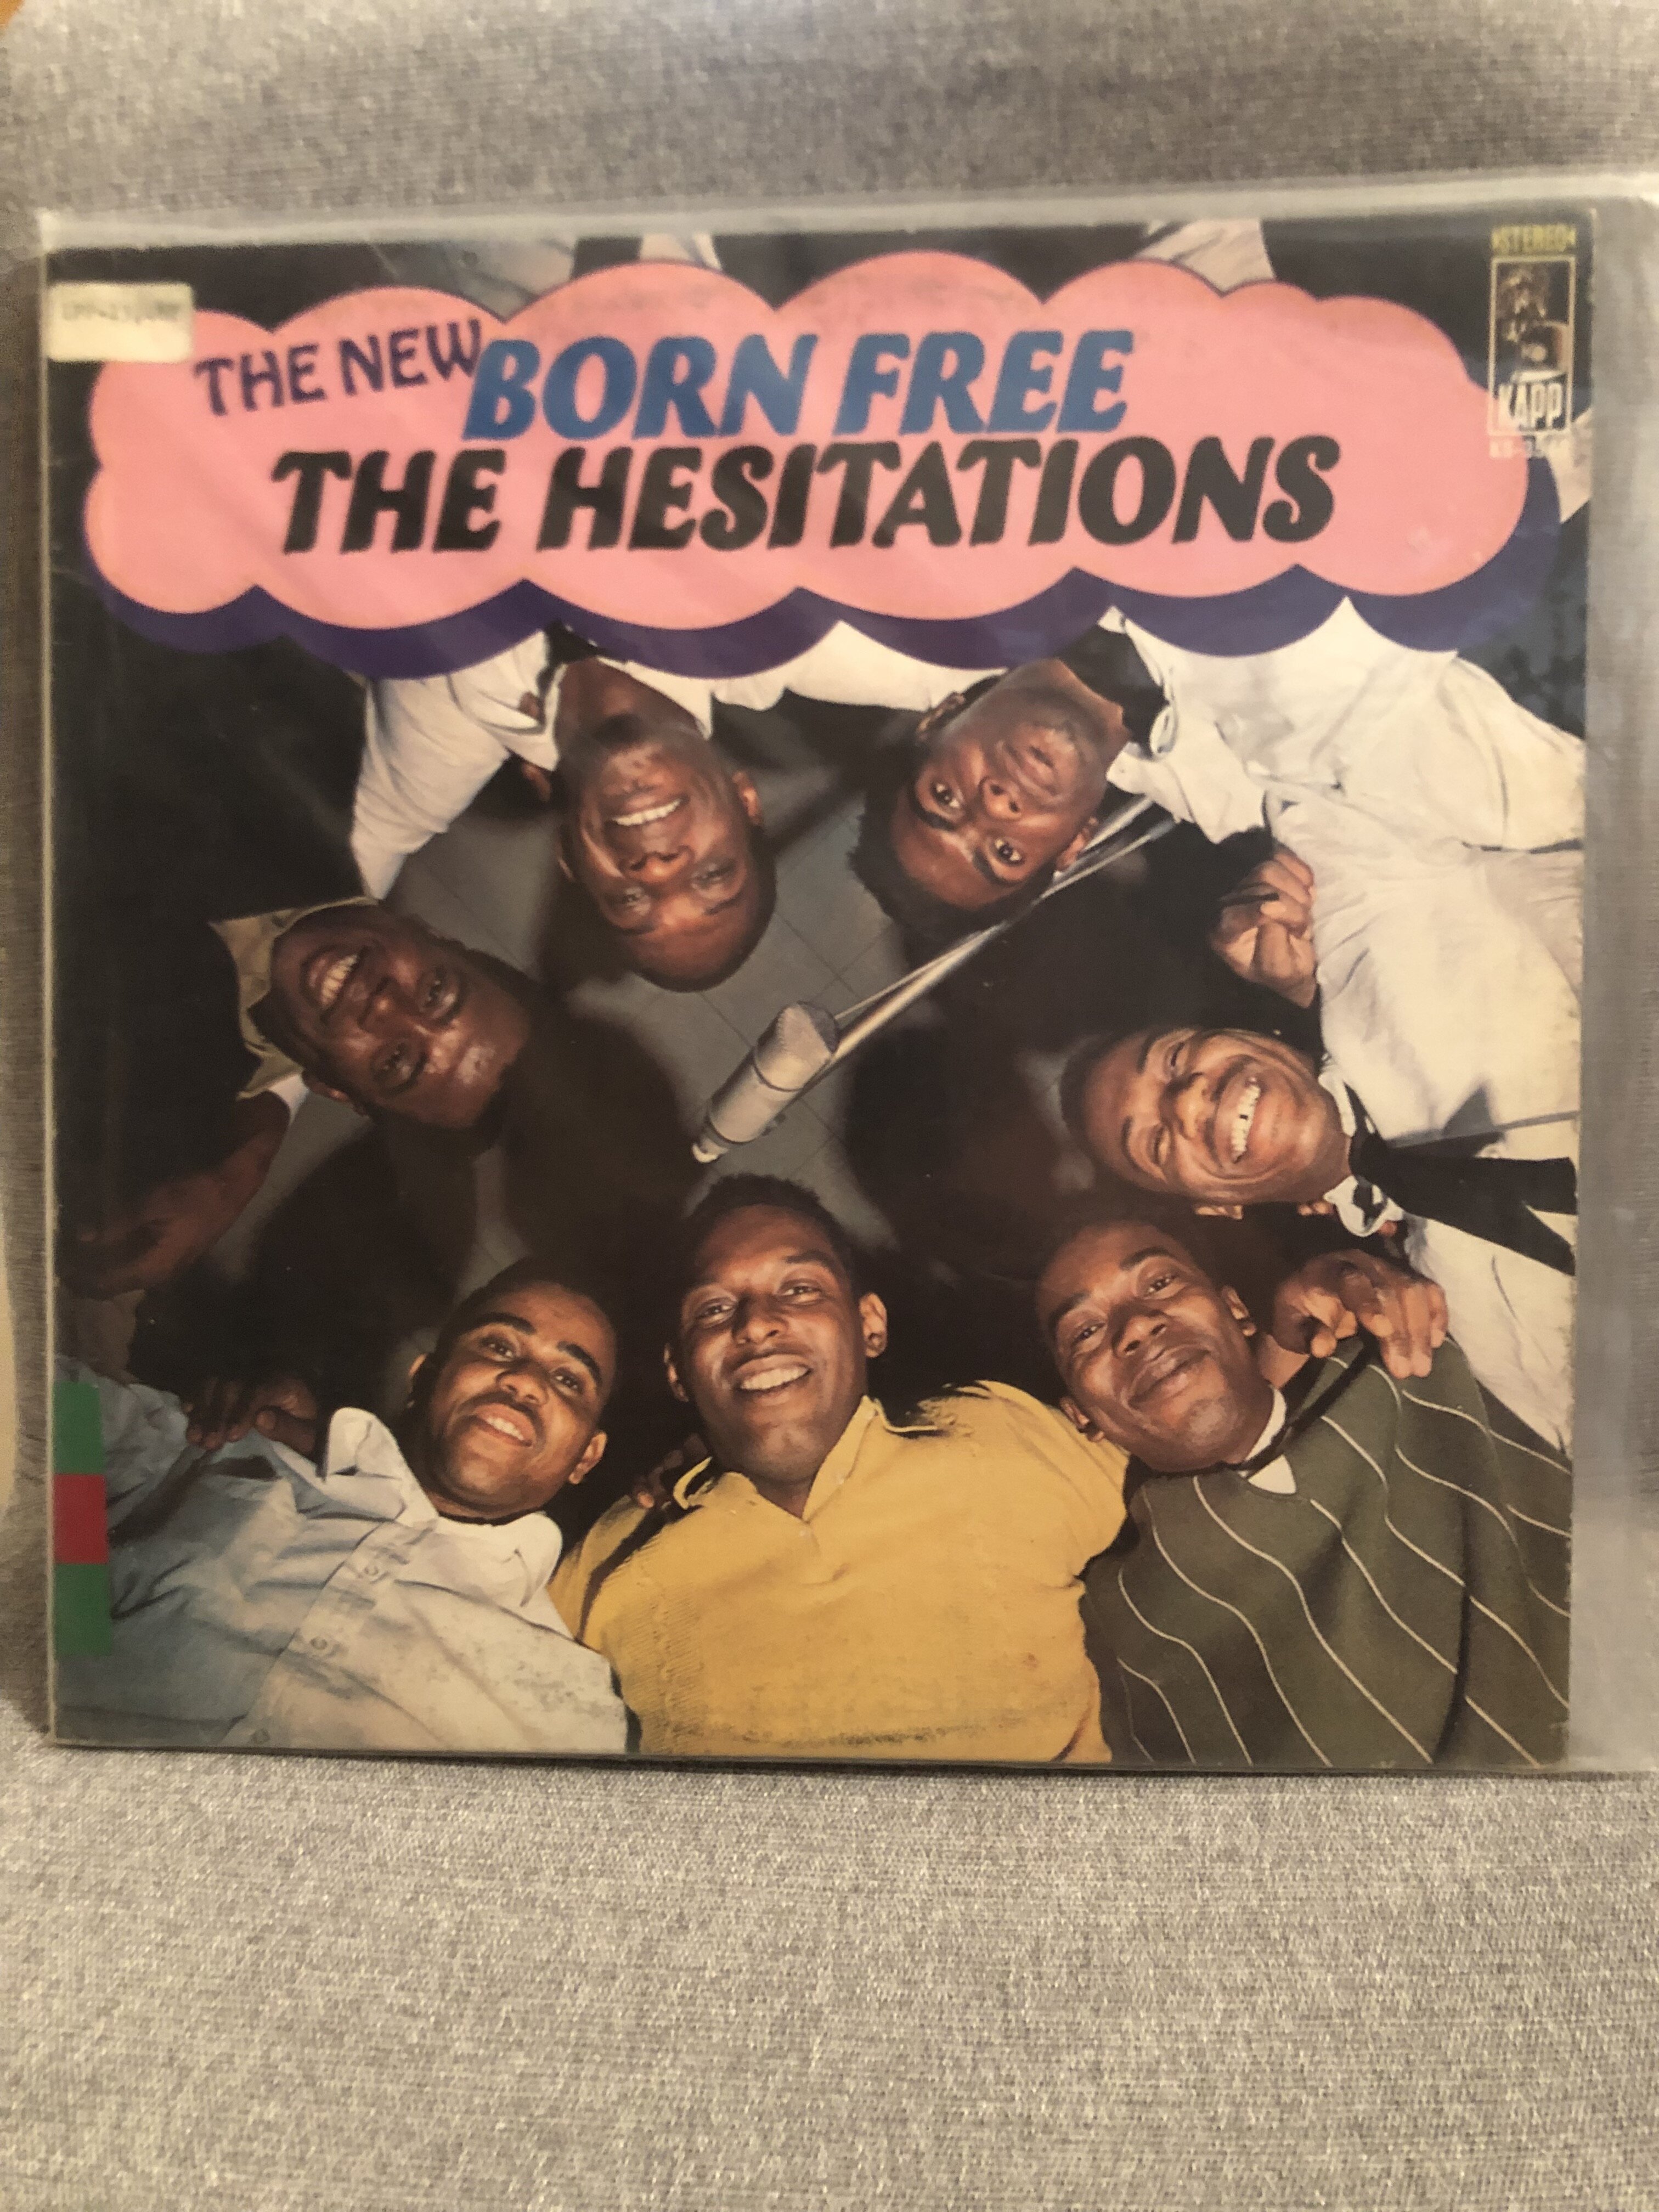 STEREO
THE NEW BORN FREE
THE HESITATIONS
KAPP